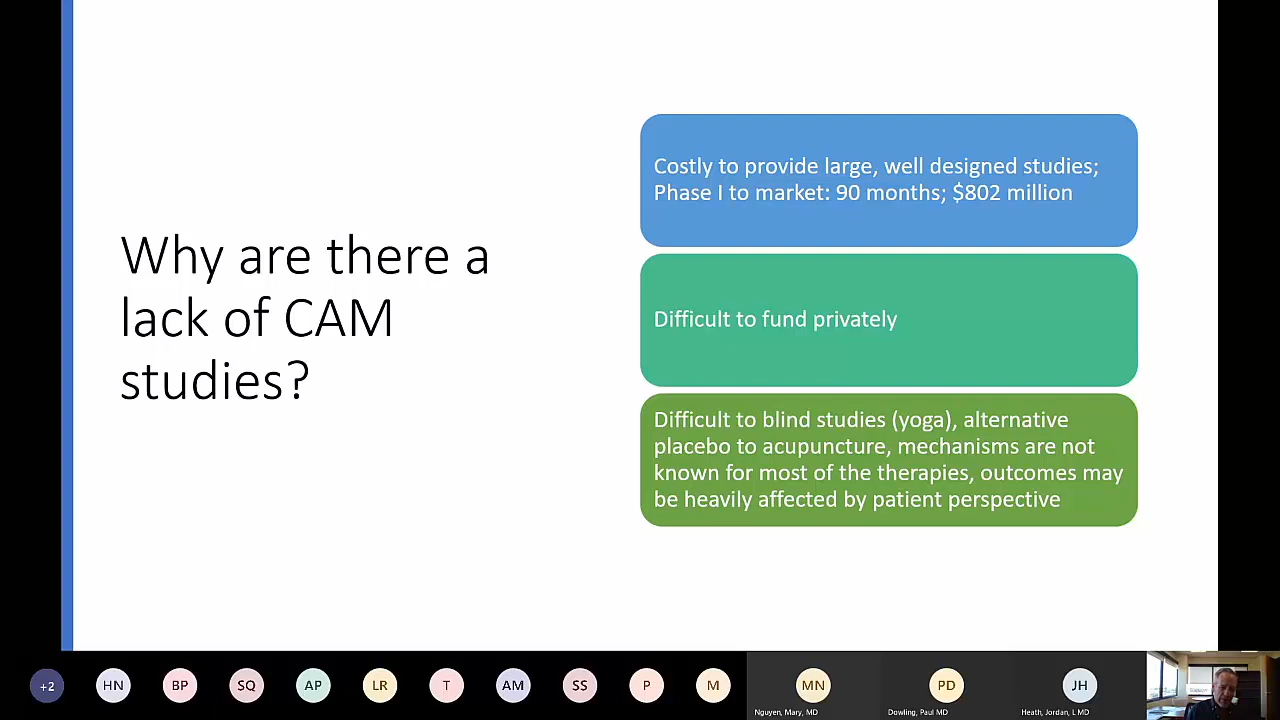 Why are there a
lack of CAM
studies?
Costly to provide large, well designed studies;
Phase I to market: 90 months; $802 million
Difficult to fund privately
Difficult to blind studies (yoga), alternative
placebo to acupuncture, mechanisms are not
known for most of the therapies, outcomes may
be heavily affected by patient perspective
+2
HN
BP
SQ
AP
LR
T
AM
SS
P
M
MN
PD
JH
Nguyen, Mary, MD
Dowling, Paul MD
Heath, Jordan, L MD